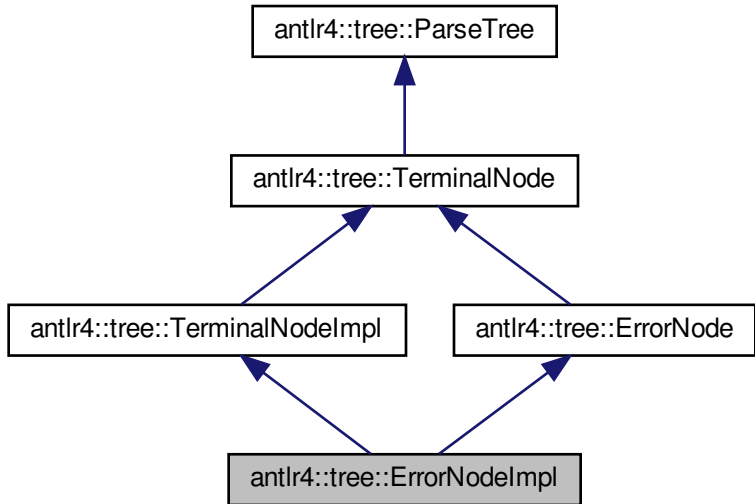 antlr4::tree::ParseTree
antlr4::tree::TerminalNode
antlr4::tree::TerminalNodeImpl
antlr4::tree::ErrorNode
antlr4::tree::ErrorNodeImpl